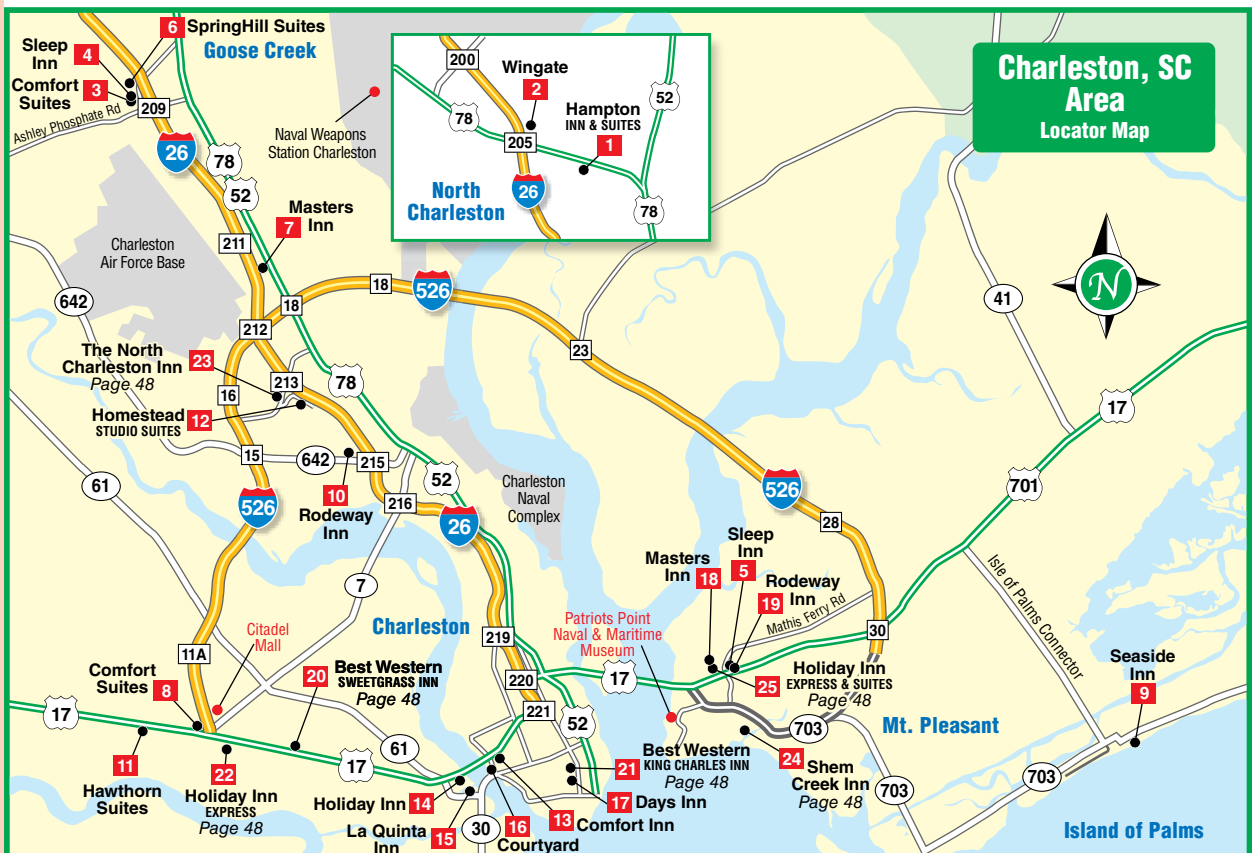 Charleston, SC
Area
Locator Map
6 SpringHill Suites
Goose Creek
Sleep
Inn
4
Comfort
Suites
3
Ashley Phosphate Rd
209
26
78
52
Naval Weapons
Station Charleston
200
Wingate
2
Hampton
INN & SUITES
1
52
78
205
26
North
Charleston
78
Masters
Inn
7
211
Charleston
Air Force Base
642
18
526
18
212
23
41
N
The North
Charleston Inn
Page 48
23
213
16
78
Homestead
STUDIO SUITES
12
17
15
642
215
10
Rodeway
Inn
61
526
216
52
26
Charleston
Naval
Complex
526
701
28
7
Masters
Inn
18
Sleep
Inn
5
Rodeway
Inn
19
Mathis Ferry Rd
Isle of Palms Connector
Citadel
Mall
Charleston
219
Patriots Point
Naval & Maritime
Museum
30
11A
Comfort
Suites
8
20
Best Western
SWEETGRASS INN
Page 48
220
17
25
Holiday Inn
EXPRESS & SUITES
Page 48
Seaside
Inn
9
17
221
52
703
Mt. Pleasant
61
11
Hawthorn
Suites
22
Holiday Inn
EXPRESS
Page 48
17
21
Best Western
KING CHARLES INN
Page 48
24
Shem
Creek Inn
Page 48
703
703
Holiday Inn 14
La Quinta
Inn
15
30
16
Courtyard
13 Comfort Inn
17 Days Inn
Island of Palms